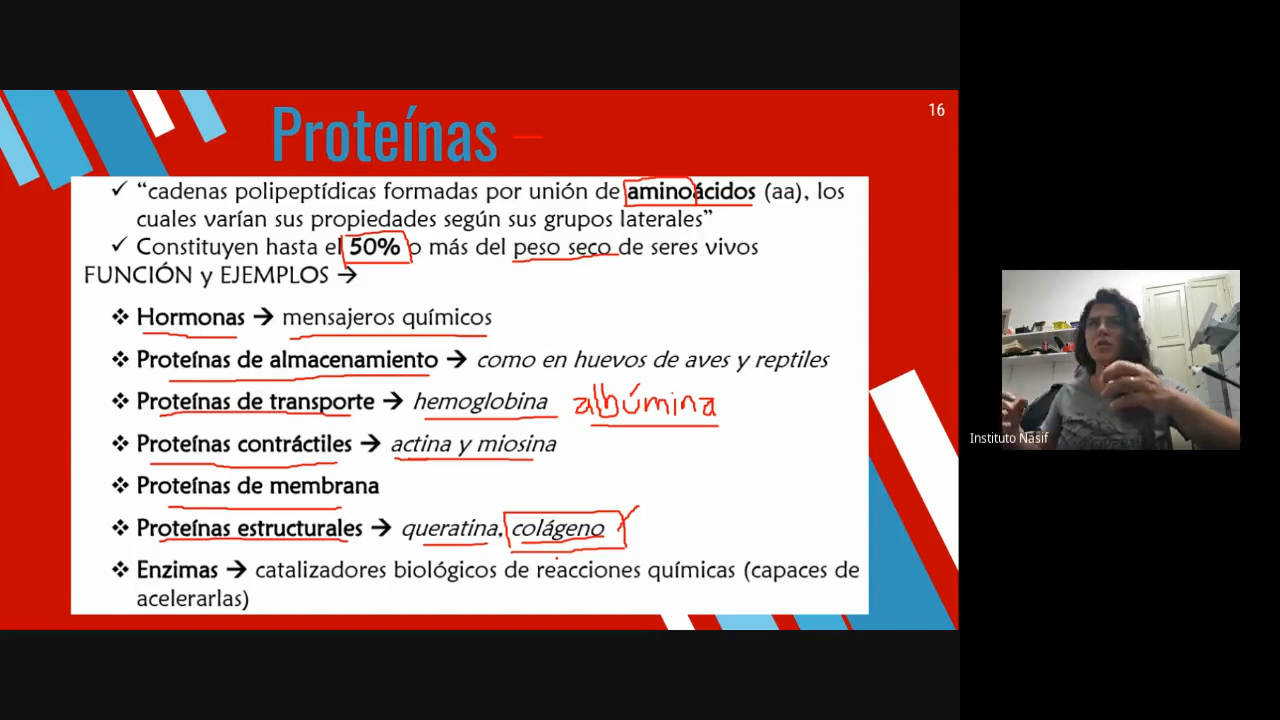 16
Proteínas
✓ “cadenas polipeptídicas formadas por unión de aminoácidos (aa), los
cuales varían sus propiedades según sus grupos laterales”
✓ Constituyen hasta el 50% o más del peso seco de seres vivos
FUNCIÓN y EJEMPLOS →
❖ Hormonas → mensajeros químicos
❖ Proteínas de almacenamiento → como en huevos de aves y reptiles
❖ Proteínas de transporte → hemoglobina albúmina
❖ Proteínas contráctiles → actina y miosina
❖ Proteínas de membrana
❖ Proteínas estructurales → queratina, colágeno
❖ Enzimas → catalizadores biológicos de reacciones químicas (capaces de
acelerarlas)
Instituto Nasif